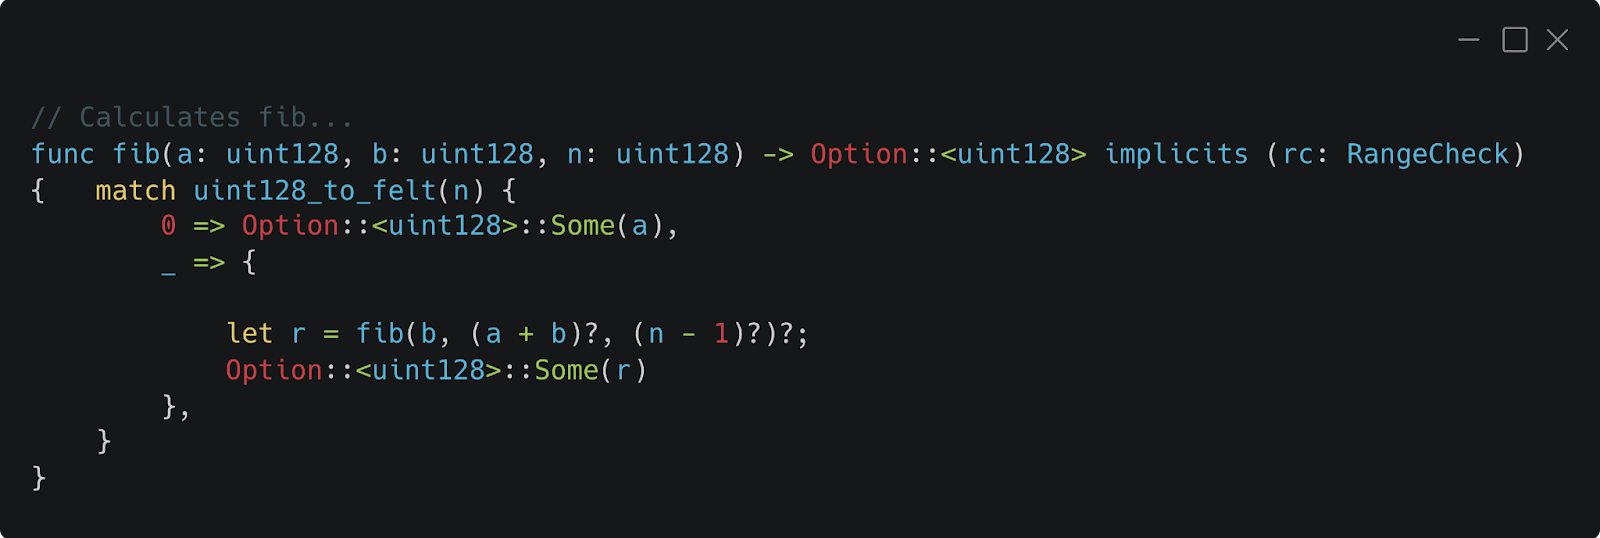 // Calculates fib...
func fib(a: uint128, b: uint128, n: uint128) -> Option::<uint128> implicits (rc: RangeCheck)
{   match uint128_to_felt(n) {
        0 => Option::<uint128>::Some(a),
        _ => {
            let r = fib(b, (a + b)?, (n - 1)?)?;
            Option::<uint128>::Some(r)
        },
    }
}